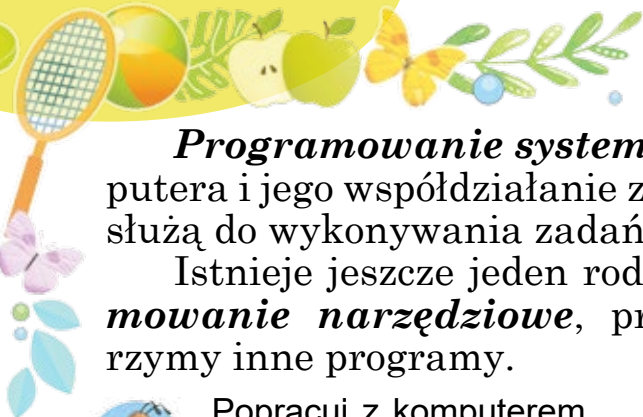 Programowanie system
putera i jego współdziałanie z
służą do wykonywania zadań
Istnieje jeszcze jeden rod
mowanie narzędziowe, pr
rzymy inne programy.
Popracuj z komputerem